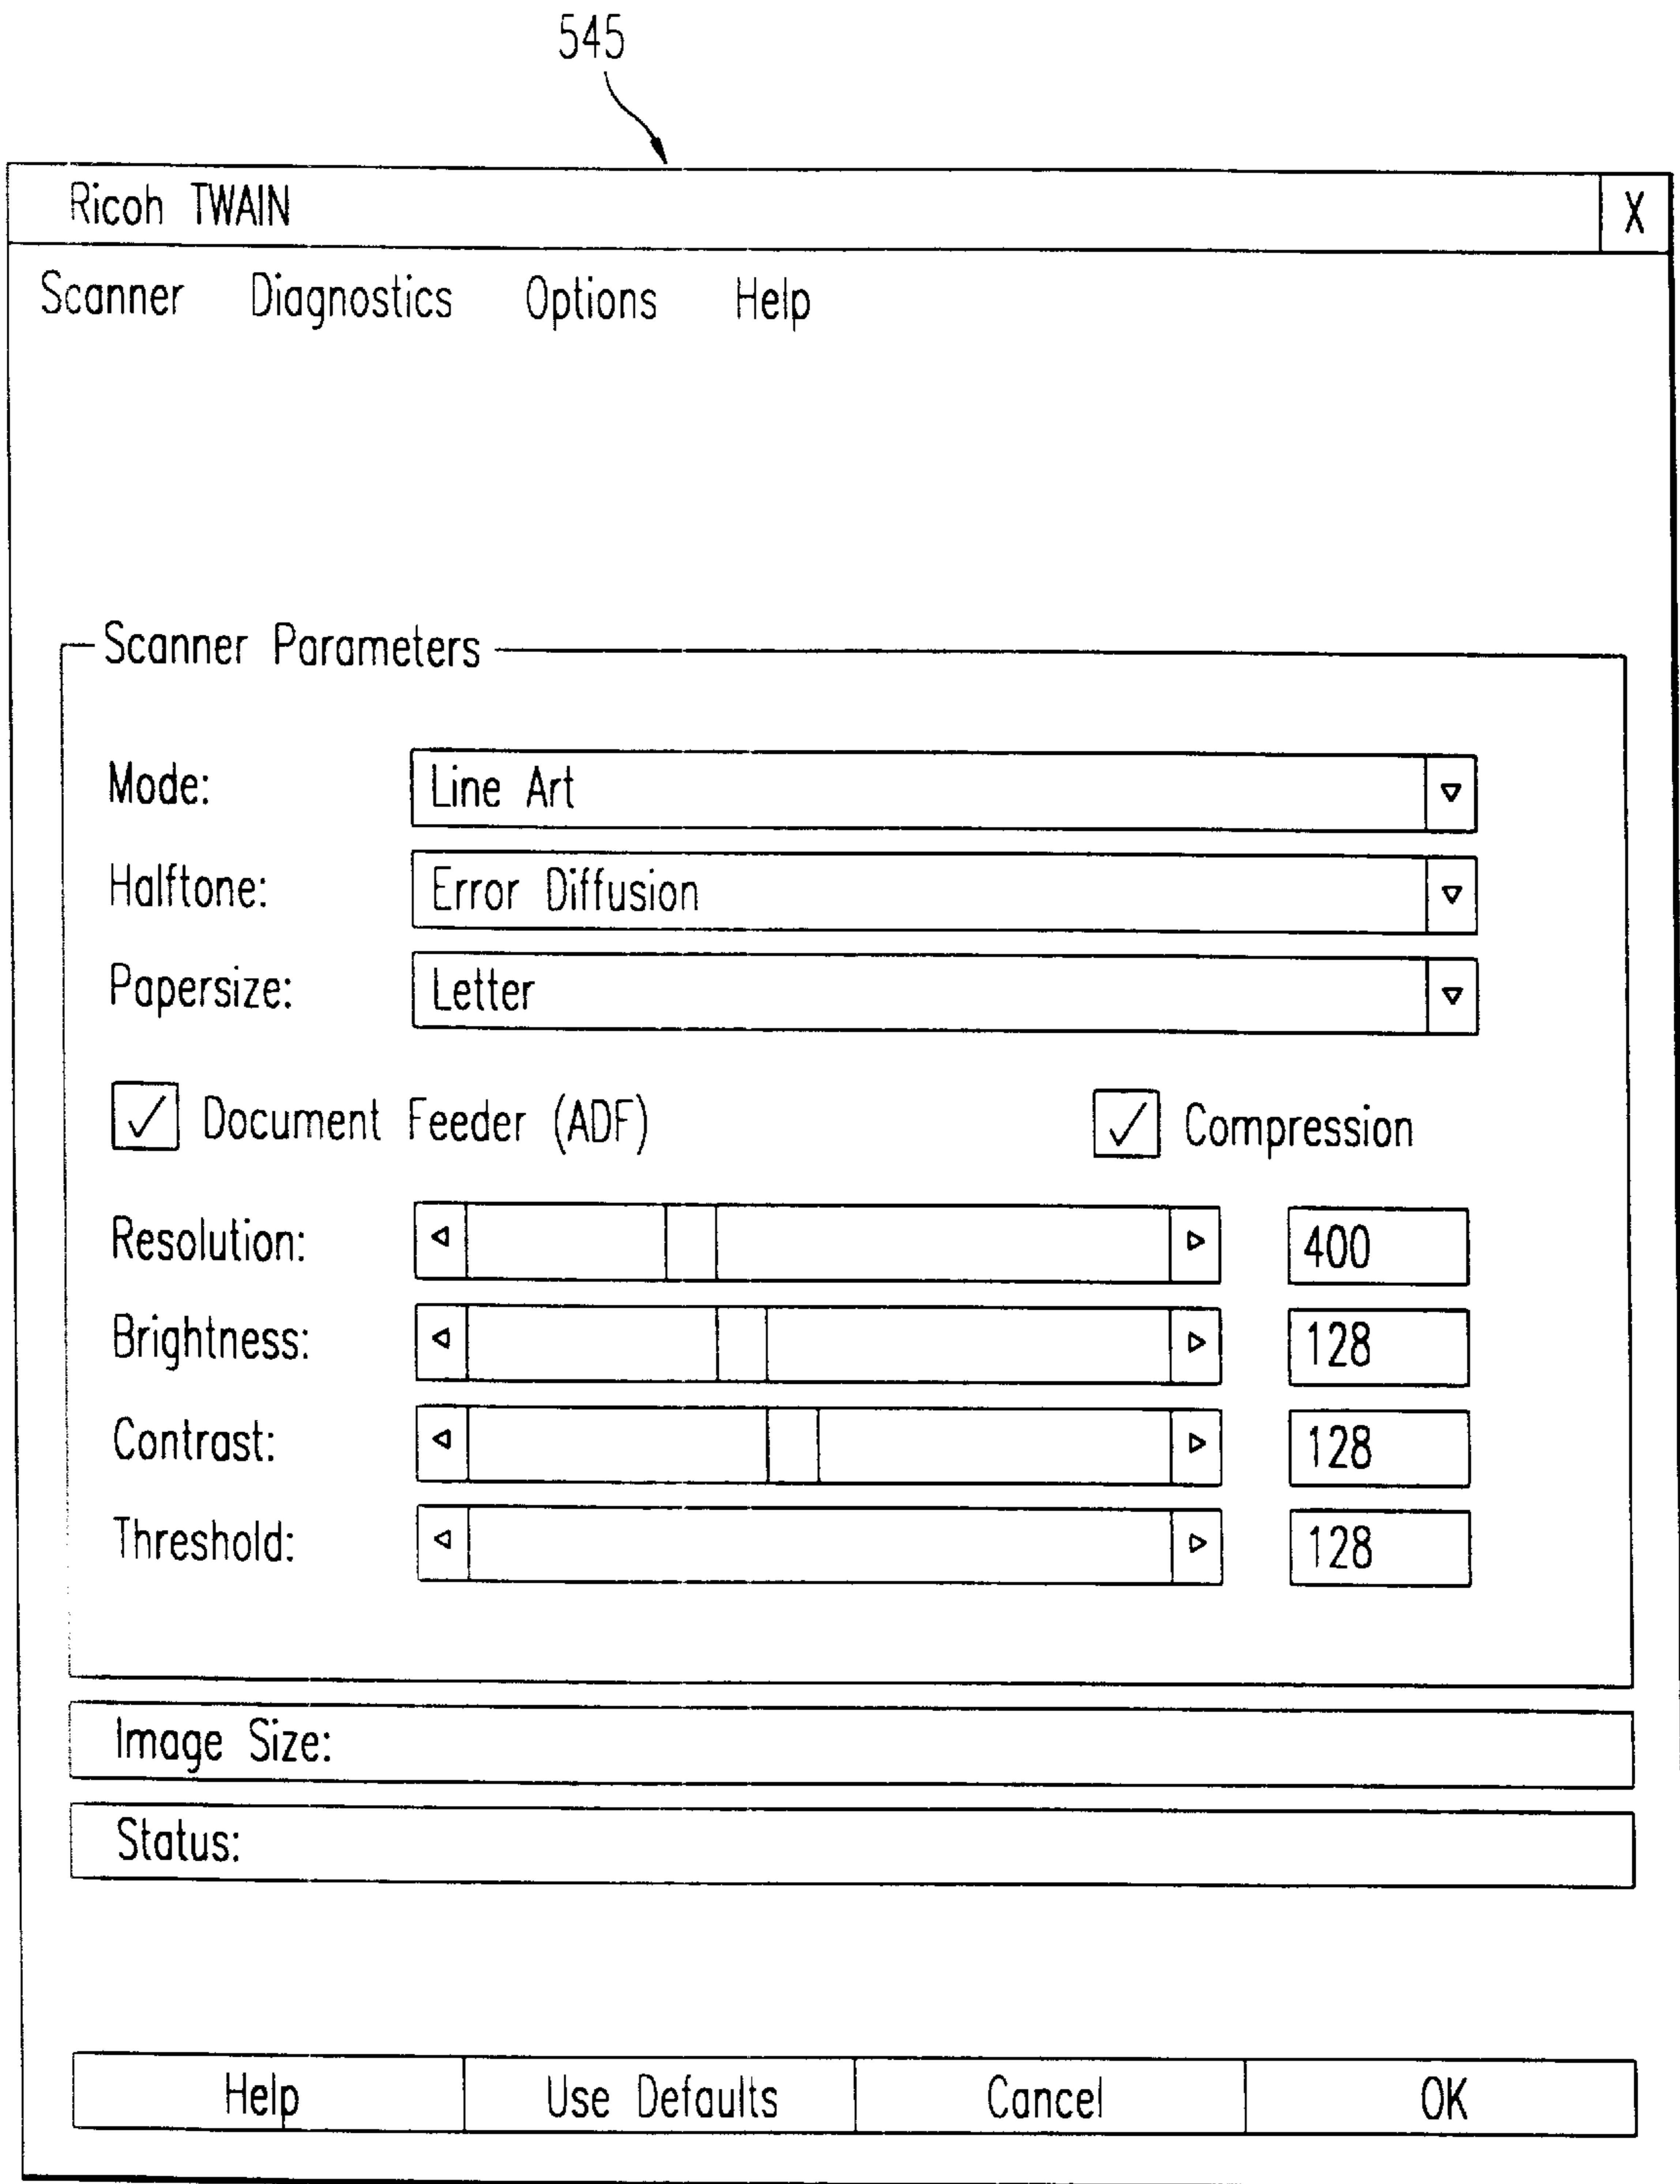 545
Ricoh TWAIN X
Scanner Diagnostics Options Help
Scanner Parameters
Mode: Line Art
Halftone: Error Diffusion
Papersize: Letter
Document Feeder (ADF) Compression
Resolution: 400
Brightness: 128
Contrast: 128
Threshold: 128
Image Size:
Status:
Help Use Defaults Cancel OK